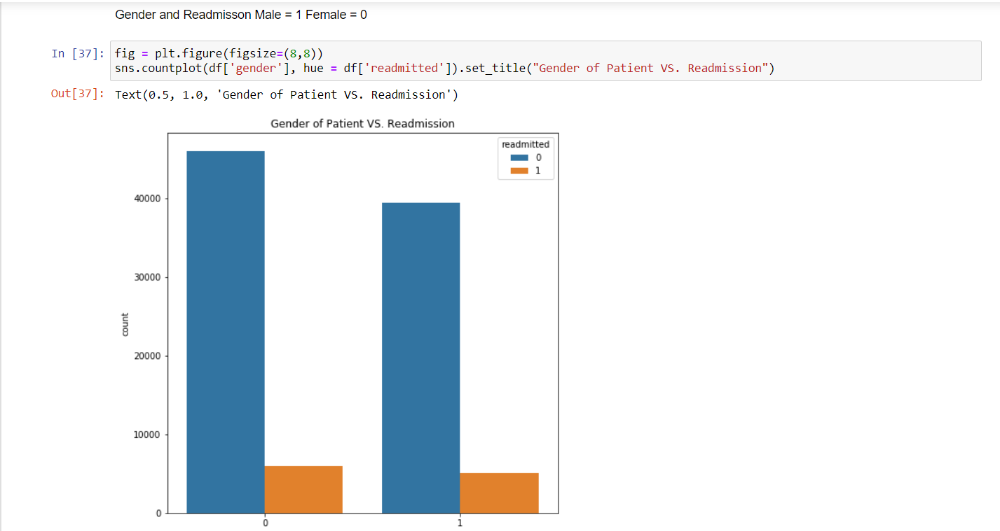 Gender and Readmisson Male = 1 Female = 0
In [37]: fig = plt.figure(figsize=(8,8))
sns.countplot(df['gender'], hue = df['readmitted']).set_title("Gender of Patient VS. Readmission")
Out[37]: Text(0.5, 1.0, 'Gender of Patient VS. Readmission')
Gender of Patient VS. Readmission
readmitted
0
1
40000
30000
count
20000
10000
0
0 1